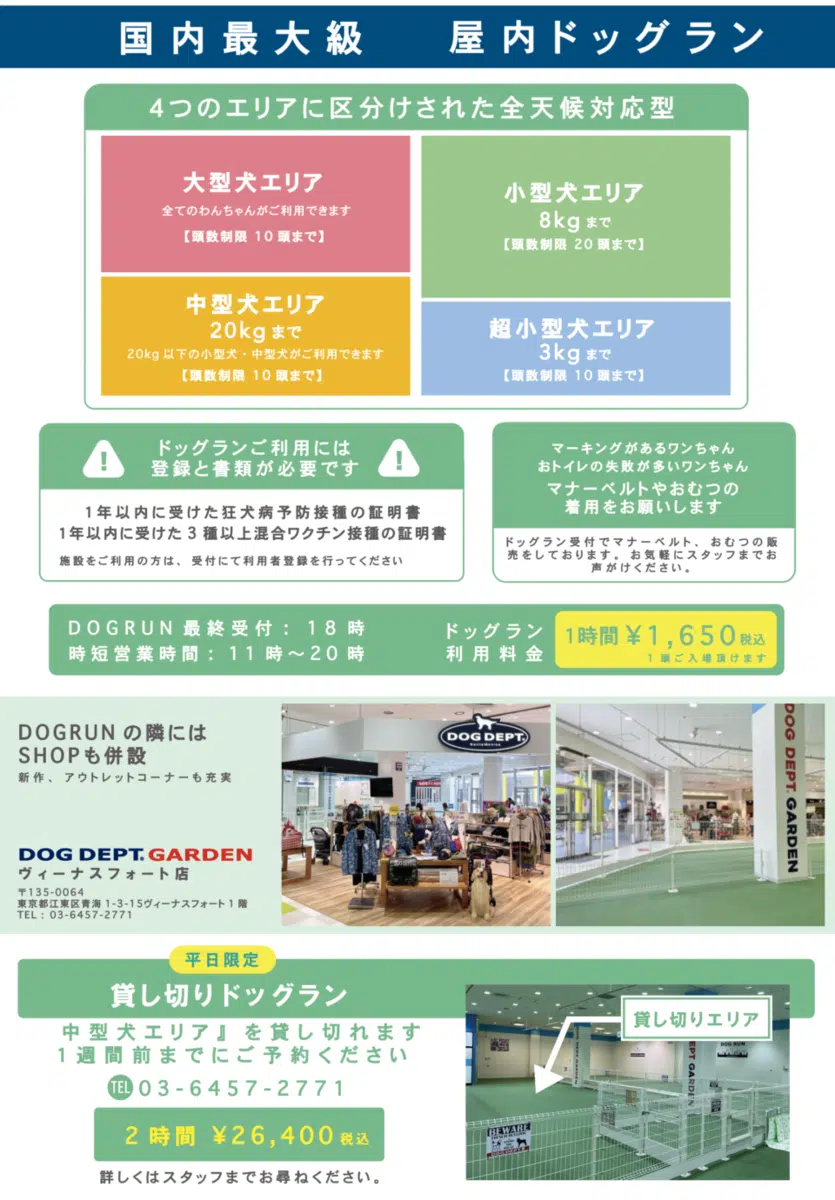 国内最大級 屋内ドッグラン
4つのエリアに区分けされた全天候対応型
大型犬エリア
全てのわんちゃんがご利用できます
【頭数制限 10頭まで】
小型犬エリア
8kgまで
【頭数制限 20頭まで】
中型犬エリア
20kgまで
20kg以下の小型犬・中型犬がご利用できます
【頭数制限 10頭まで】
超小型犬エリア
3kgまで
【頭数制限 10頭まで】
ドッグランご利用には
登録と書類が必要です
1年以内に受けた狂犬病予防接種の証明書
1年以内に受けた3種以上混合ワクチン接種の証明書
施設をご利用の方は、受付にて利用者登録を行ってください
マーキングがあるワンちゃん
おトイレの失敗が多いワンちゃん
マナーベルトやおむつの
着用をお願いします
ドッグラン受付でマナーベルト、おむつの販
売をしております。お気軽にスタッフまでお
声がけください。
DOGRUN最終受付：18時
時短営業時間：11時～20時
ドッグラン
利用料金
1時間¥1,650税込
1頭ご入場頂けます
DOGRUNの隣には
SHOPも併設
新作、アウトレットコーナーも充実
DOG DEPT. GARDEN
ヴィーナスフォート店
〒135-0064
東京都江東区青海1-3-15ヴィーナスフォート1階
TEL：03-6457-2771
DOG DEPT.
DOG DEPT. GARDEN
平日限定
貸し切りドッグラン
中型犬エリア』を貸し切れます
1週間前までにご予約ください
TEL 03-6457-2771
2時間 ¥26,400税込
詳しくはスタッフまでお尋ねください。
貸し切りエリア
DOG RUN
BEWARE